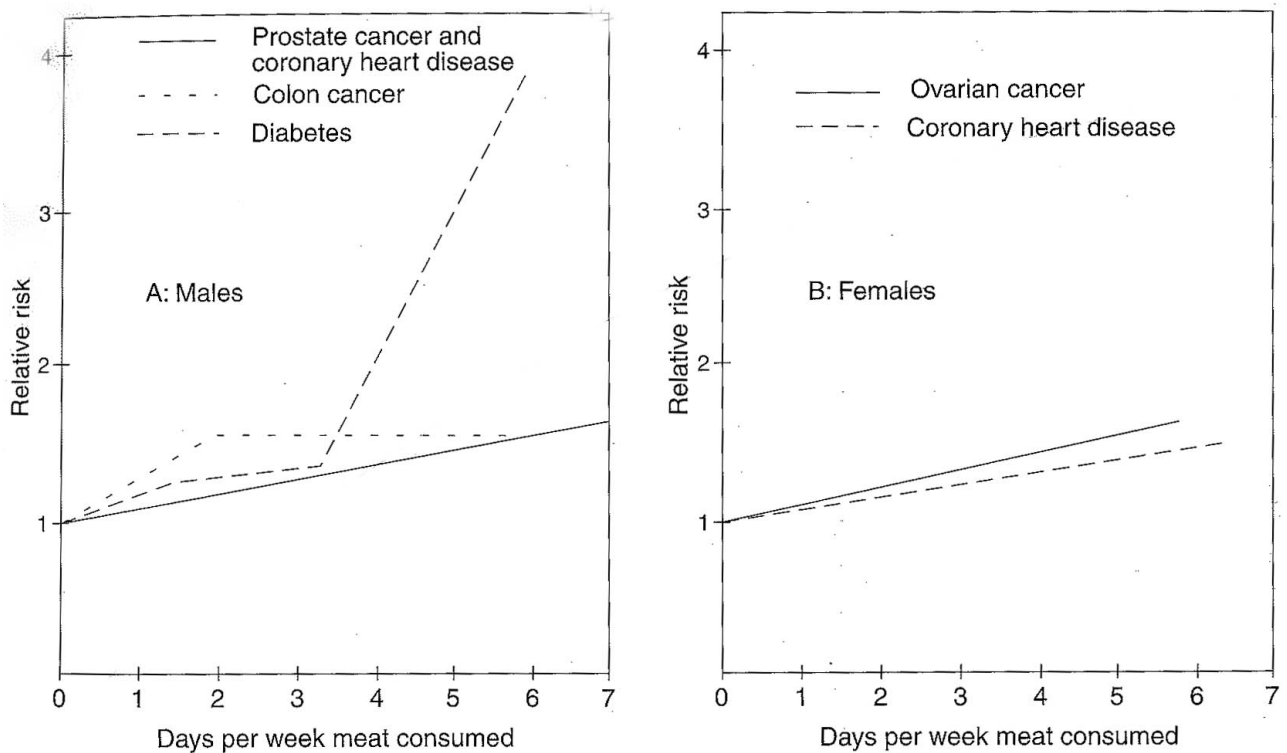 Prostate cancer and
coronary heart disease
Colon cancer
Diabetes
4
3
2
1
Relative risk
A: Males
0 1 2 3 4 5 6 7
Days per week meat consumed
Ovarian cancer
Coronary heart disease
4
3
2
1
Relative risk
B: Females
0 1 2 3 4 5 6 7
Days per week meat consumed